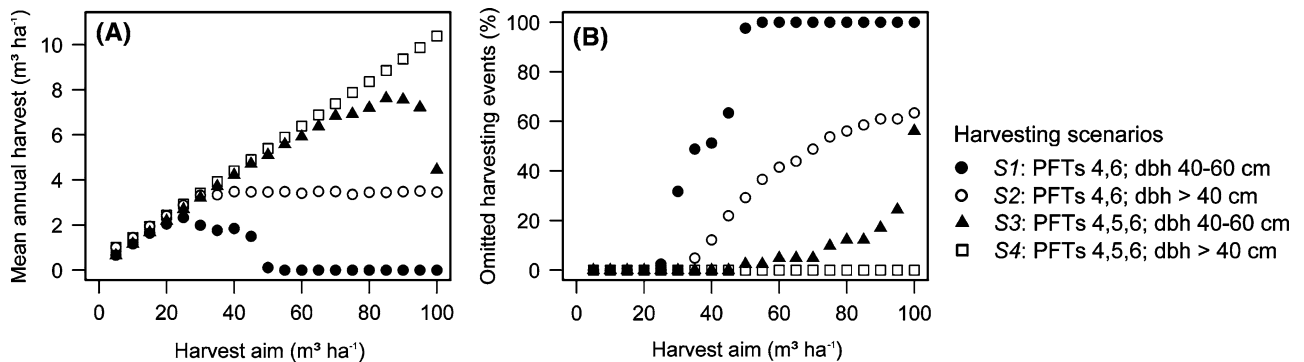 (A)
Mean annual harvest (m³ ha⁻¹)
10
8
6
4
2
0
0 20 40 60 80 100
Harvest aim (m³ ha⁻¹)
(B)
Omitted harvesting events (%)
100
80
60
40
20
0
0 20 40 60 80 100
Harvest aim (m³ ha⁻¹)
Harvesting scenarios
S1: PFTs 4,6; dbh 40-60 cm
S2: PFTs 4,6; dbh > 40 cm
S3: PFTs 4,5,6; dbh 40-60 cm
S4: PFTs 4,5,6; dbh > 40 cm